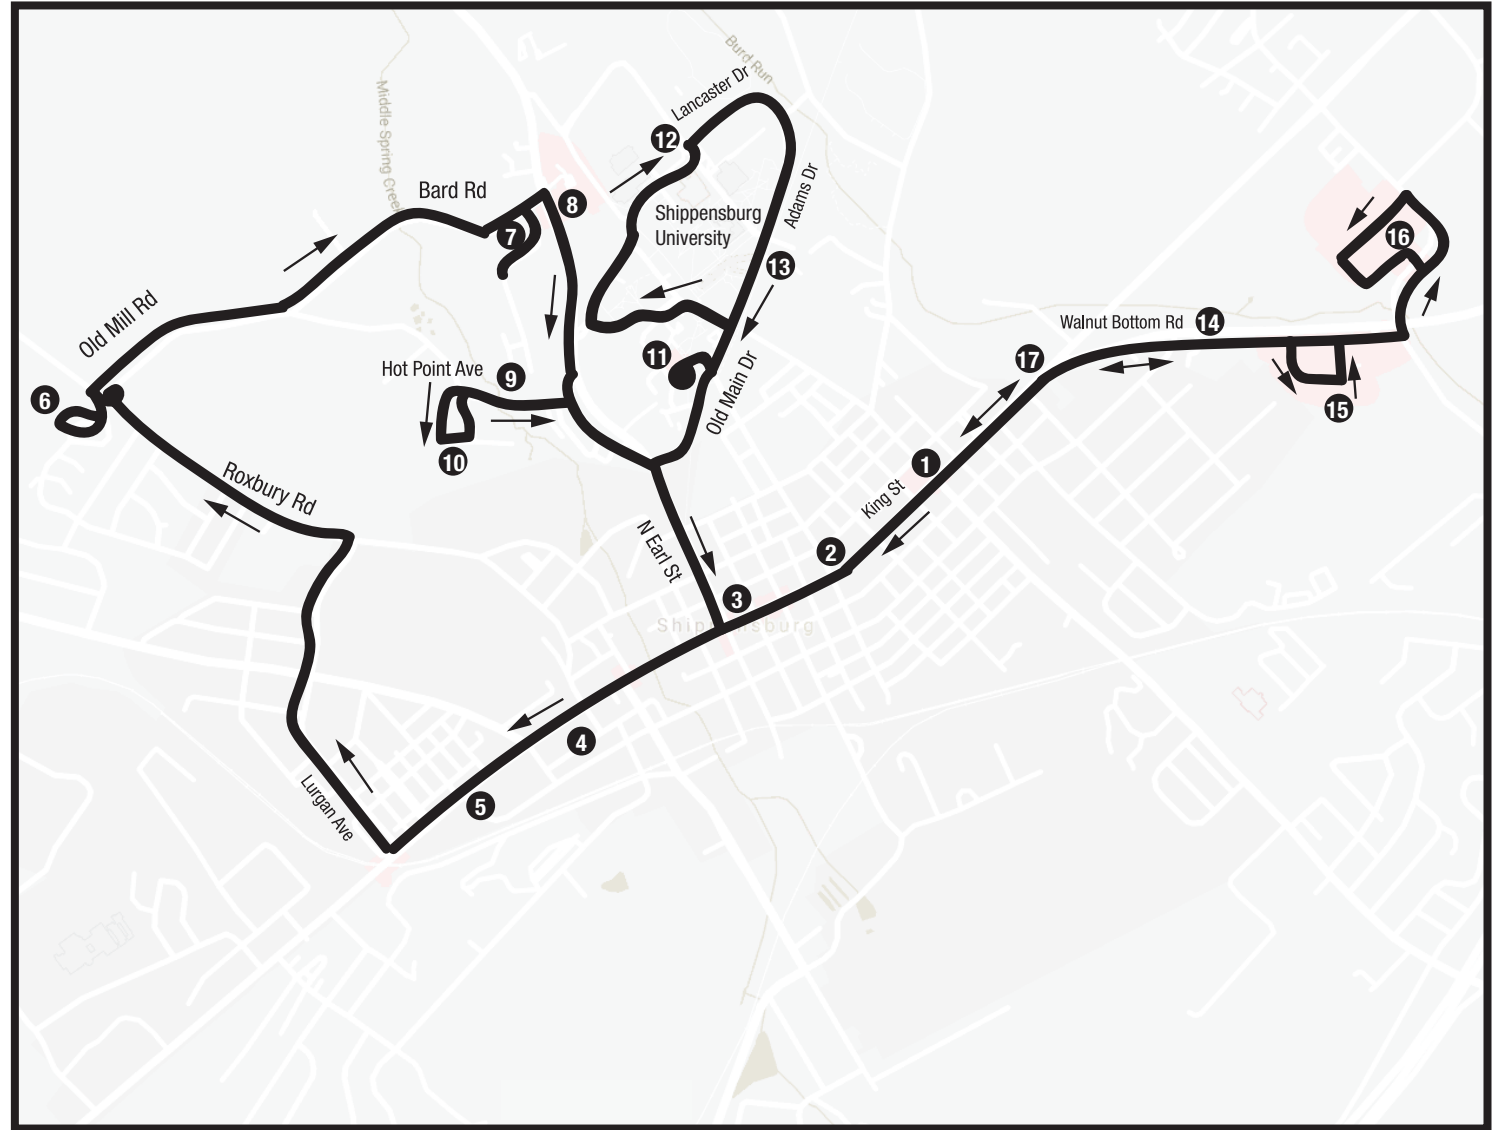 Burd Run
Lancaster Dr
Middle Spring Creek
12
Bard Rd
8
Shippensburg
University
Adams Dr
7
16
13
Old Mill Rd
Walnut Bottom Rd
14
11
17
Hot Point Ave
9
Old Main Dr
6
15
10
1
Roxbury Rd
King St
N Earl St
2
3
Shippensburg
4
Lurgan Ave
5